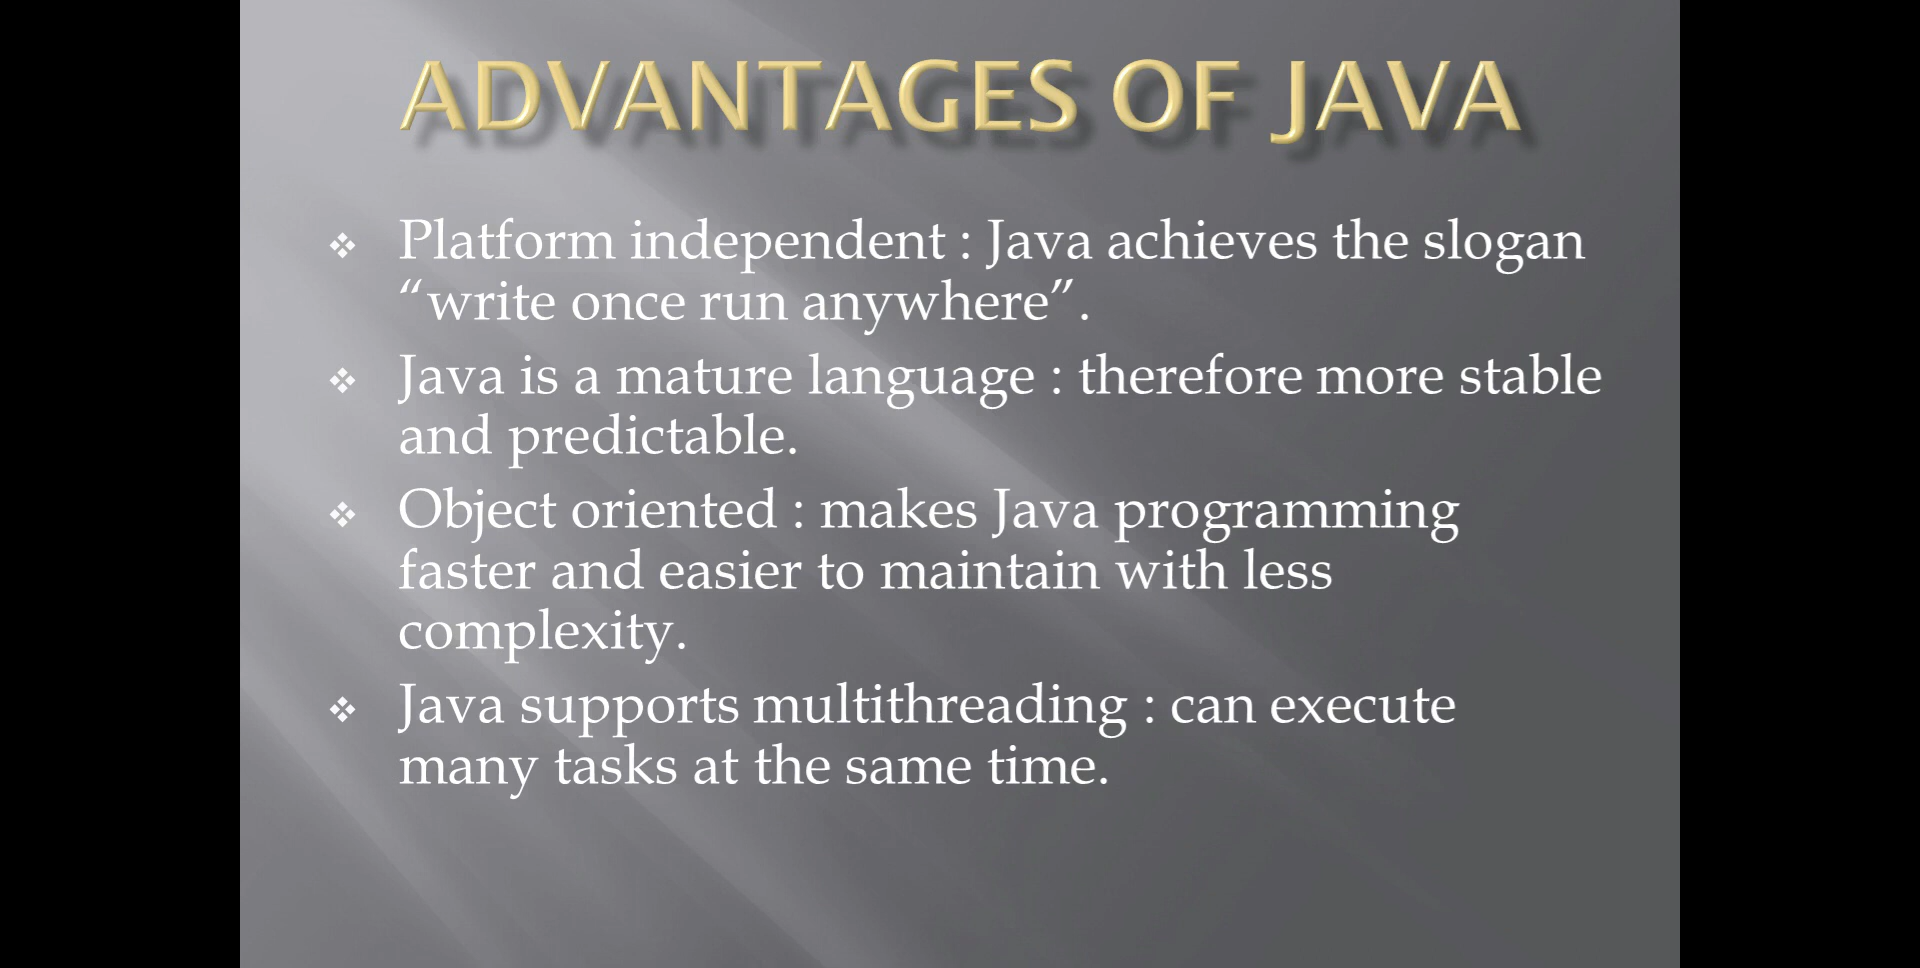 ADVANTAGES OF JAVA
❖ Platform independent : Java achieves the slogan
“write once run anywhere”.
❖ Java is a mature language : therefore more stable
and predictable.
❖ Object oriented : makes Java programming
faster and easier to maintain with less
complexity.
❖ Java supports multithreading : can execute
many tasks at the same time.